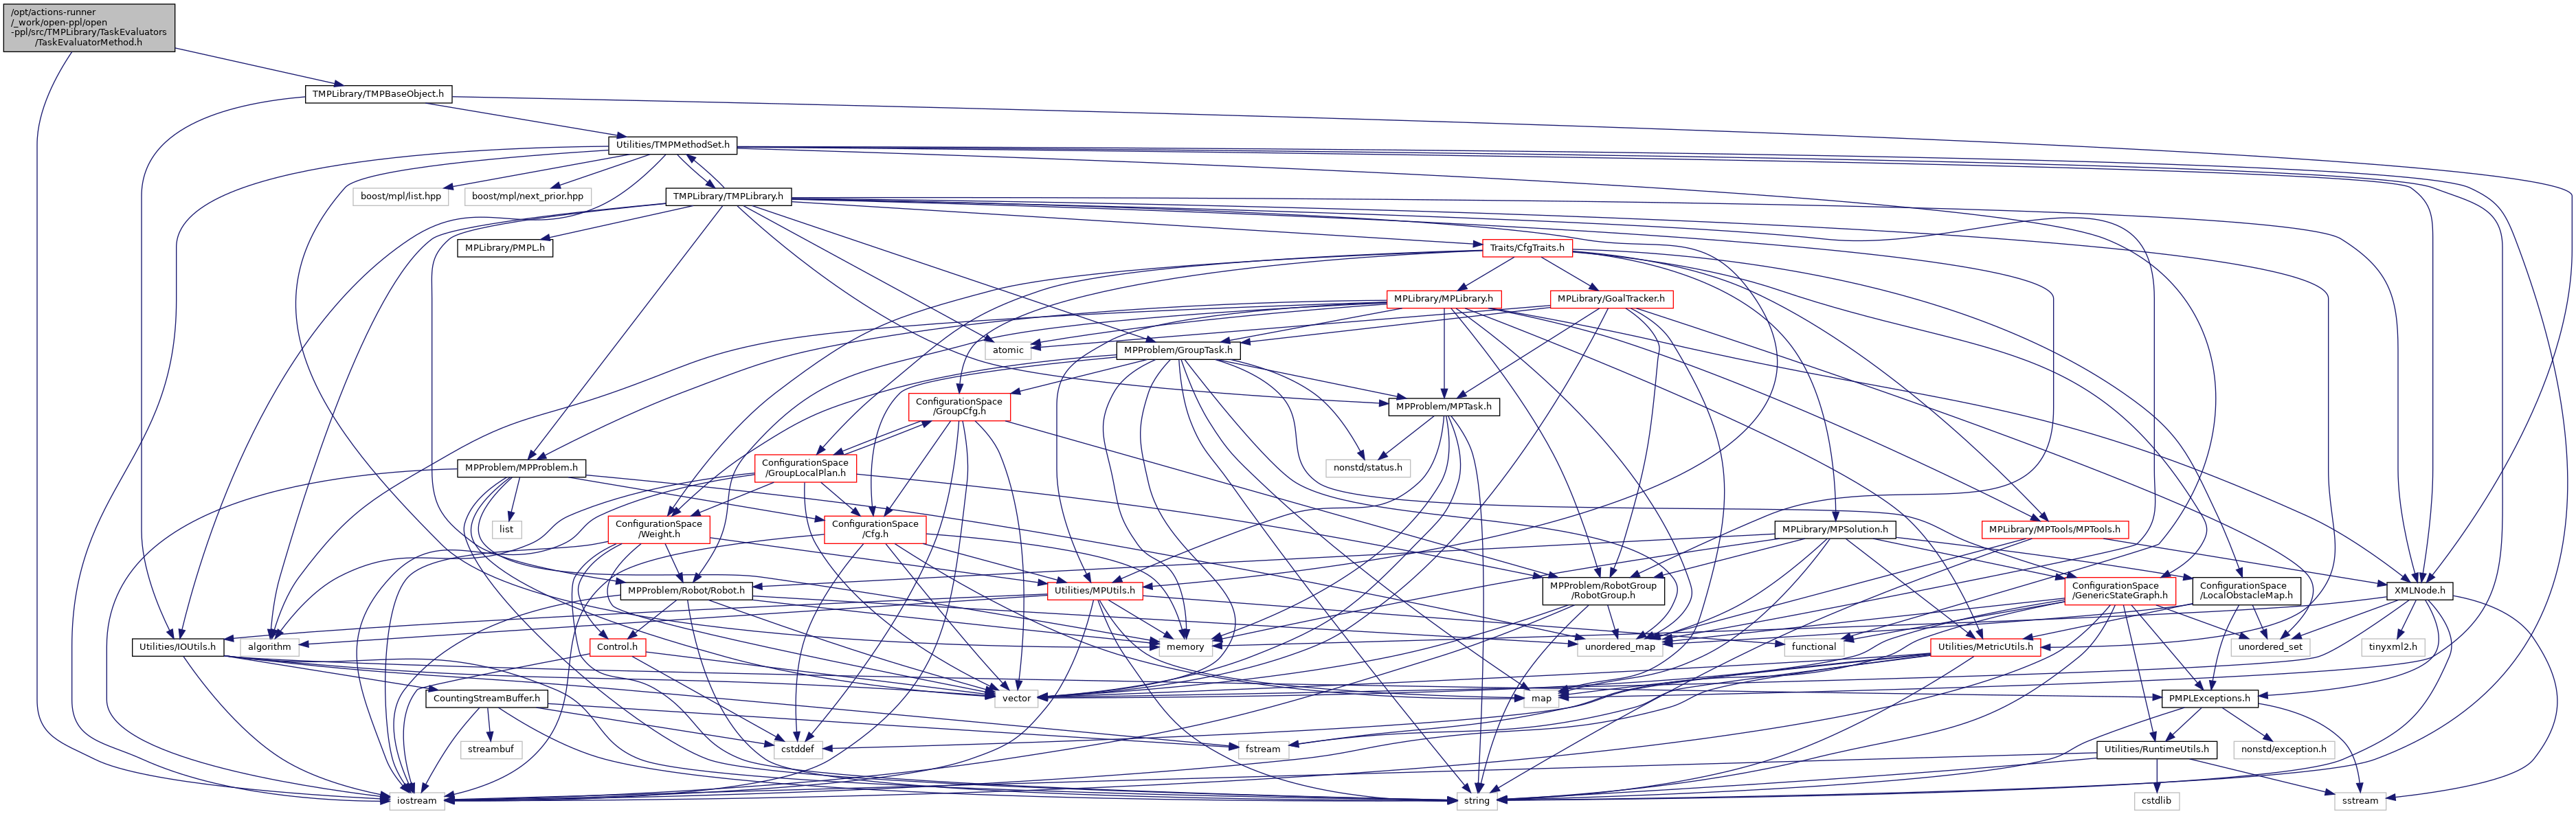 /opt/actions-runner
/_work/open-ppl/open
-ppl/src/TMPLibrary/TaskEvaluators
/TaskEvaluatorMethod.h
TMPLibrary/TMPBaseObject.h
Utilities/TMPMethodSet.h
boost/mpl/list.hpp
boost/mpl/next_prior.hpp
TMPLibrary/TMPLibrary.h
MPLibrary/PMPL.h
Traits/CfgTraits.h
MPLibrary/MPLibrary.h
MPLibrary/GoalTracker.h
atomic
MPProblem/GroupTask.h
ConfigurationSpace
/GroupCfg.h
MPProblem/MPTask.h
MPProblem/MPProblem.h
ConfigurationSpace
/GroupLocalPlan.h
nonstd/status.h
list
ConfigurationSpace
/Weight.h
ConfigurationSpace
/Cfg.h
MPLibrary/MPSolution.h
MPLibrary/MPTools/MPTools.h
MPProblem/Robot/Robot.h
Utilities/MPUtils.h
MPProblem/RobotGroup
/RobotGroup.h
ConfigurationSpace
/GenericStateGraph.h
ConfigurationSpace
/LocalObstacleMap.h
XMLNode.h
Utilities/IOUtils.h
algorithm
Control.h
memory
unordered_map
functional
Utilities/MetricUtils.h
unordered_set
tinyxml2.h
CountingStreamBuffer.h
vector
map
PMPLExceptions.h
streambuf
cstddef
fstream
Utilities/RuntimeUtils.h
nonstd/exception.h
iostream
string
cstdlib
sstream